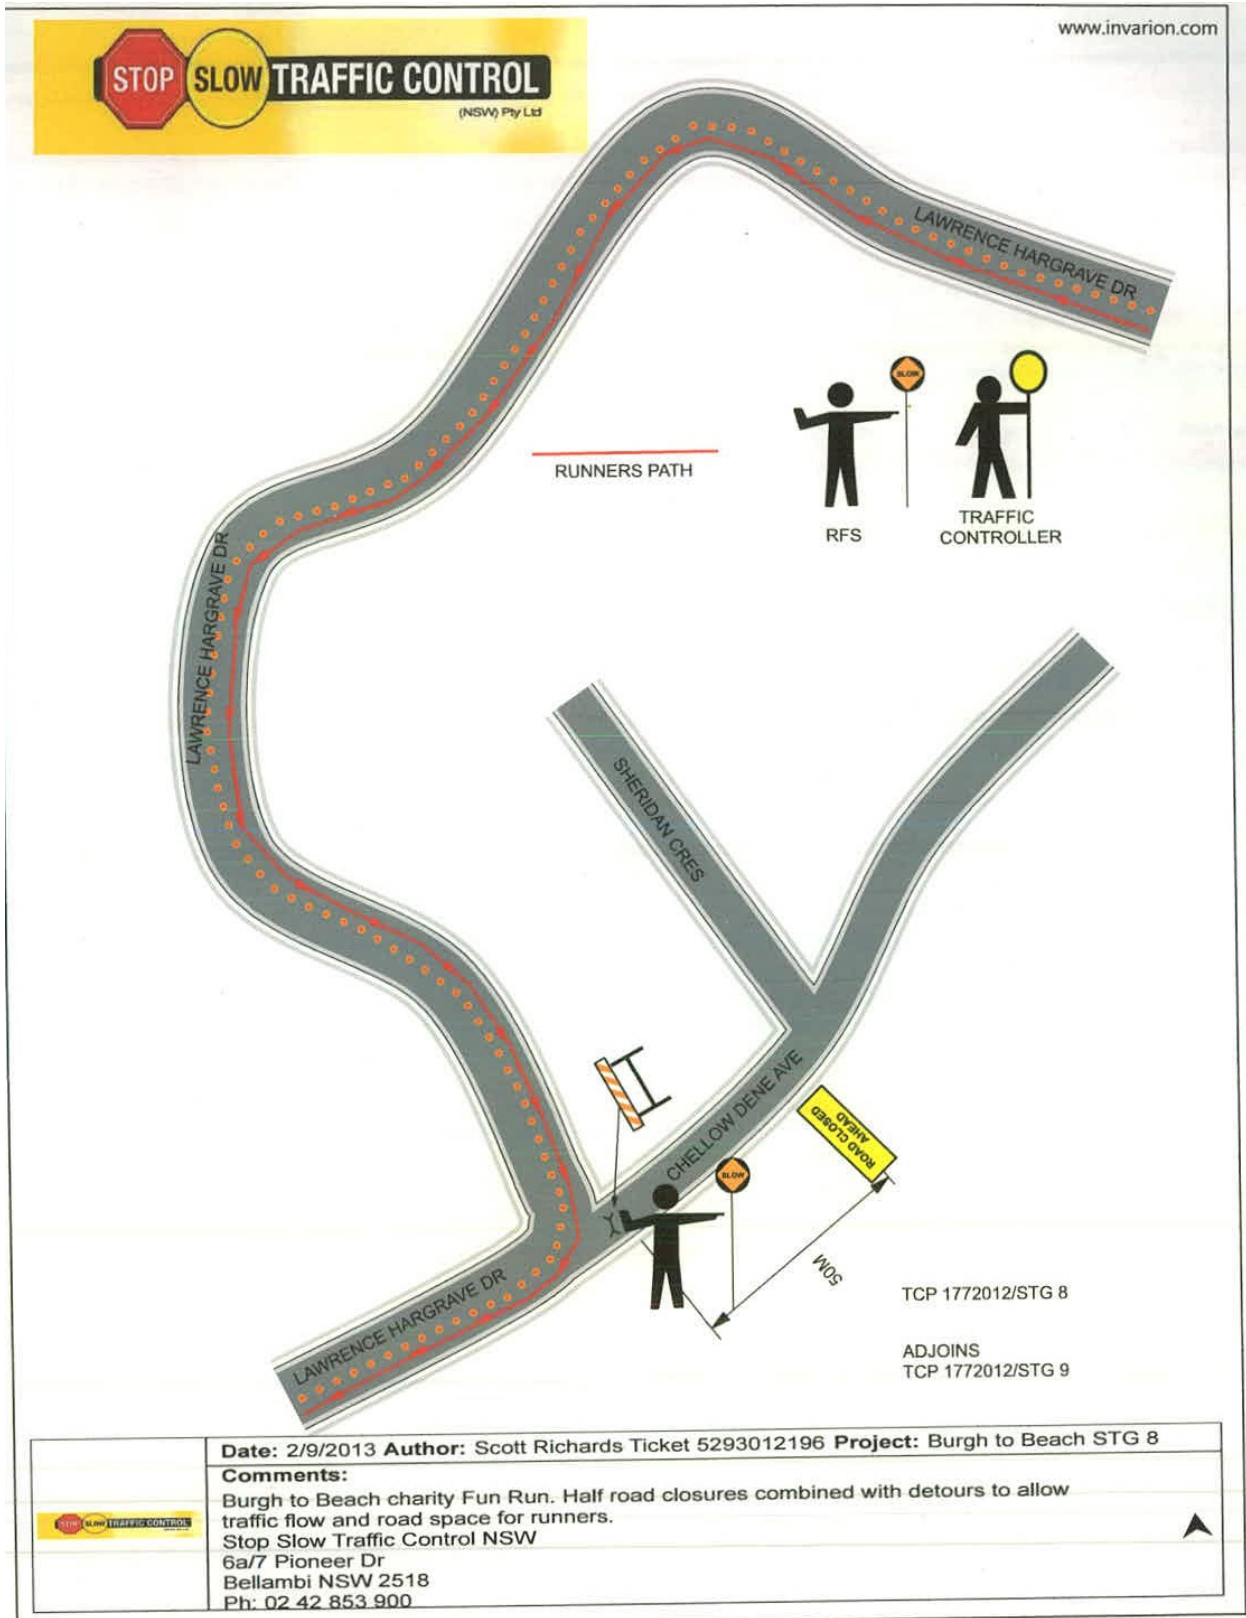 www.invarion.com
STOP SLOW TRAFFIC CONTROL
(NSW) Pty Ltd
LAWRENCE HARGRAVE DR
SLOW
RUNNERS PATH
RFS
TRAFFIC
CONTROLLER
LAWRENCE HARGRAVE DR
SHERIDAN CRES
CHELLOW DENE AVE
ROAD CLOSED
AHEAD
SLOW
50M
LAWRENCE HARGRAVE DR
TCP 1772012/STG 8
ADJOINS
TCP 1772012/STG 9
Date: 2/9/2013 Author: Scott Richards Ticket 5293012196 Project: Burgh to Beach STG 8
Comments:
Burgh to Beach charity Fun Run. Half road closures combined with detours to allow
traffic flow and road space for runners.
STOP SLOW TRAFFIC CONTROL
Stop Slow Traffic Control NSW
6a/7 Pioneer Dr
Bellambi NSW 2518
Ph: 02 42 853 900